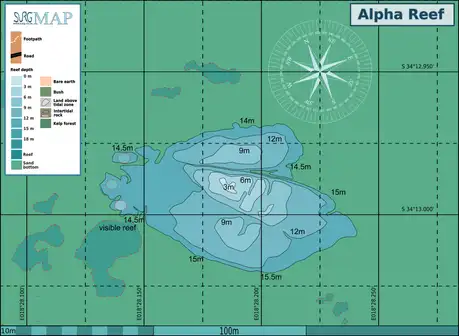 SURGMAP
Alpha Reef
Footpath
Road
Reef depth
0 m
3 m
6 m
9 m
12 m
15 m
18 m
Reef
Sand bottom
Bare earth
Bush
Land above tidal zone
Intertidal rock
Kelp forest
S 34°12.950
14m
12m
9m
14.5m
14.5m
6m
3m
15m
S 34°13.000
14.5m
visible reef
9m
12m
15m
15.5m
E018°28.100
E018°28.150
E018°28.200
E018°28.250
10m
100m